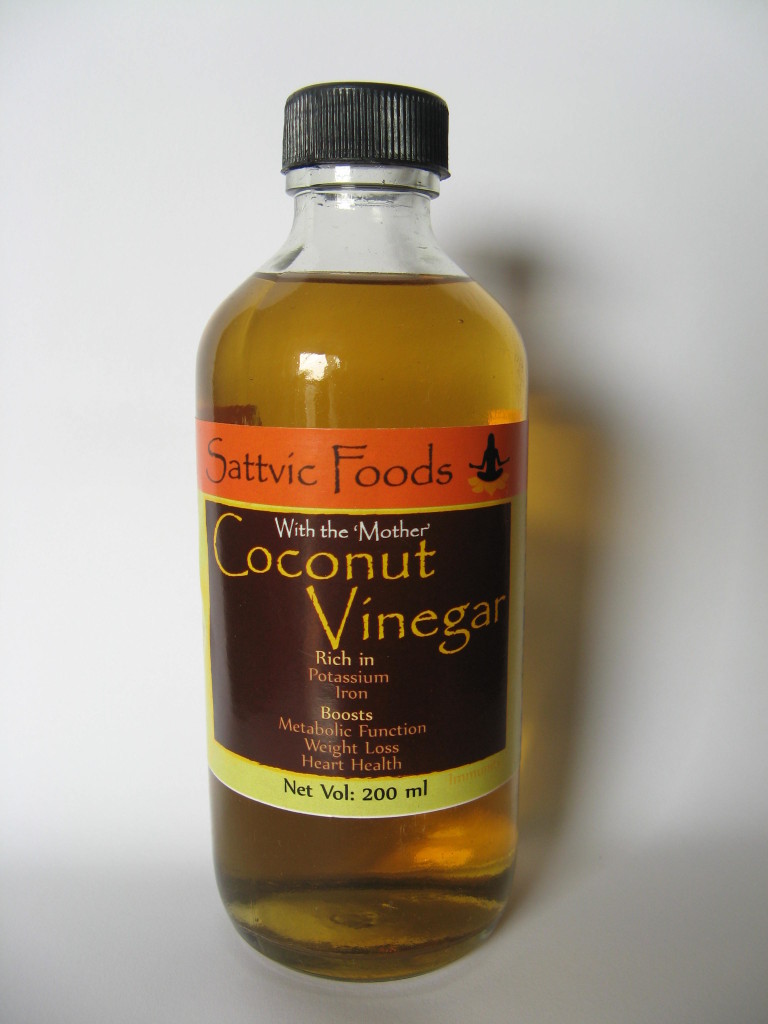 Sattvic Foods
With the 'Mother'
Coconut
Vinegar
Rich in
Potassium
Iron
Boosts
Metabolic Function
Weight Loss
Heart Health
Net Vol: 200 ml